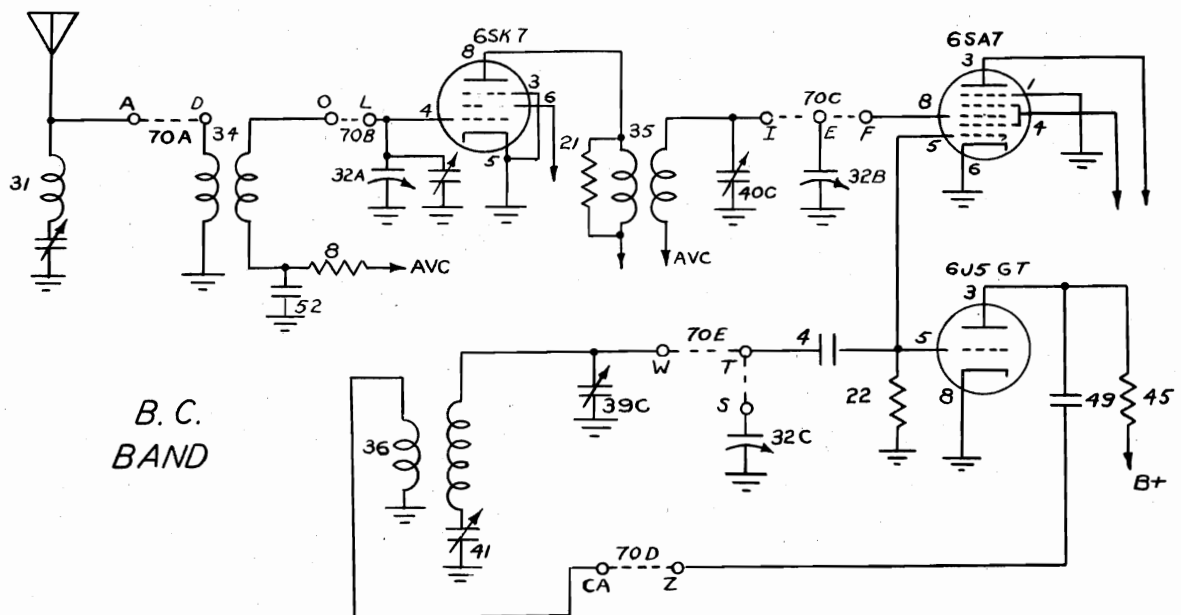 6SK7
8
3
6
4
5
6SA7
3
1
8
4
5
6
A
D
70A
34
O
L
70B
32A
21
35
I
70C
E
F
40C
32B
31
8
AVC
52
AVC
6J5 GT
3
5
8
W
70E
T
4
S
39C
32C
22
49
45
B+
B. C.
BAND
36
41
CA
70D
Z